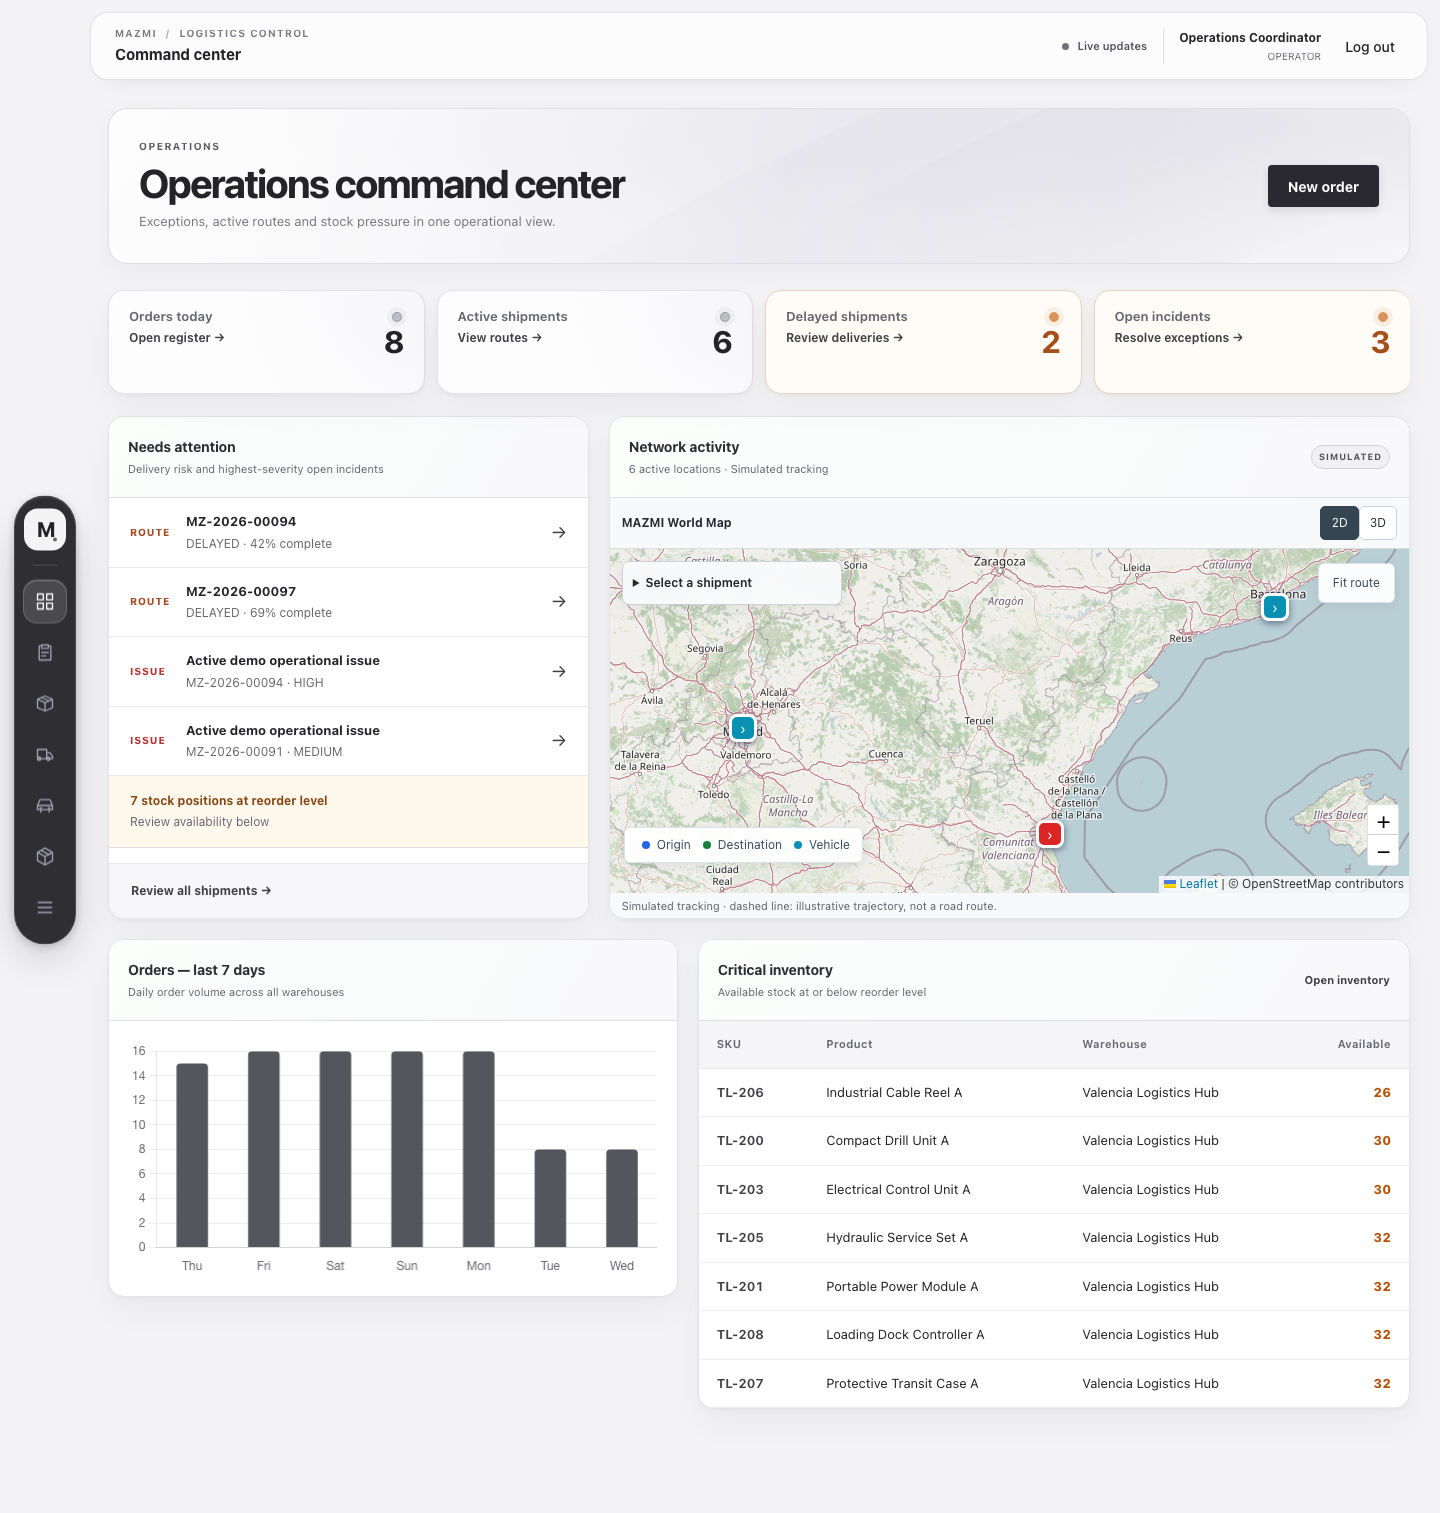 MAZMI / LOGISTICS CONTROL
Command center
Live updates
Operations Coordinator
OPERATOR
Log out
OPERATIONS
Operations command center
Exceptions, active routes and stock pressure in one operational view.
New order
Orders today
Open register →
8
Active shipments
View routes →
6
Delayed shipments
Review deliveries →
2
Open incidents
Resolve exceptions →
3
M
Needs attention
Delivery risk and highest-severity open incidents
ROUTE
MZ-2026-00094
DELAYED · 42% complete
ROUTE
MZ-2026-00097
DELAYED · 69% complete
ISSUE
Active demo operational issue
MZ-2026-00094 · HIGH
ISSUE
Active demo operational issue
MZ-2026-00091 · MEDIUM
7 stock positions at reorder level
Review availability below
Review all shipments →
Network activity
6 active locations · Simulated tracking
SIMULATED
MAZMI World Map
2D
3D
Select a shipment
Fit route
Soria
Zaragoza
Lleida
Catalunya
Aragón
Reus
Segovia
Ávila
Alcalá
de Henares
Teruel
Talavera
de la Reina
Valdemoro
Cuenca
Toledo
Castilla-La
Mancha
Castelló
de la Plana /
Castellón
de la Plana
Illes Balear
Comunitat
Valenciana
Ciudad
Real
+
−
Origin
Destination
Vehicle
Leaflet | © OpenStreetMap contributors
Simulated tracking · dashed line: illustrative trajectory, not a road route.
Orders — last 7 days
Daily order volume across all warehouses
16
14
12
10
8
6
4
2
0
Thu Fri Sat Sun Mon Tue Wed
Critical inventory
Available stock at or below reorder level
Open inventory
SKU Product Warehouse Available
TL-206 Industrial Cable Reel A Valencia Logistics Hub 26
TL-200 Compact Drill Unit A Valencia Logistics Hub 30
TL-203 Electrical Control Unit A Valencia Logistics Hub 30
TL-205 Hydraulic Service Set A Valencia Logistics Hub 32
TL-201 Portable Power Module A Valencia Logistics Hub 32
TL-208 Loading Dock Controller A Valencia Logistics Hub 32
TL-207 Protective Transit Case A Valencia Logistics Hub 32